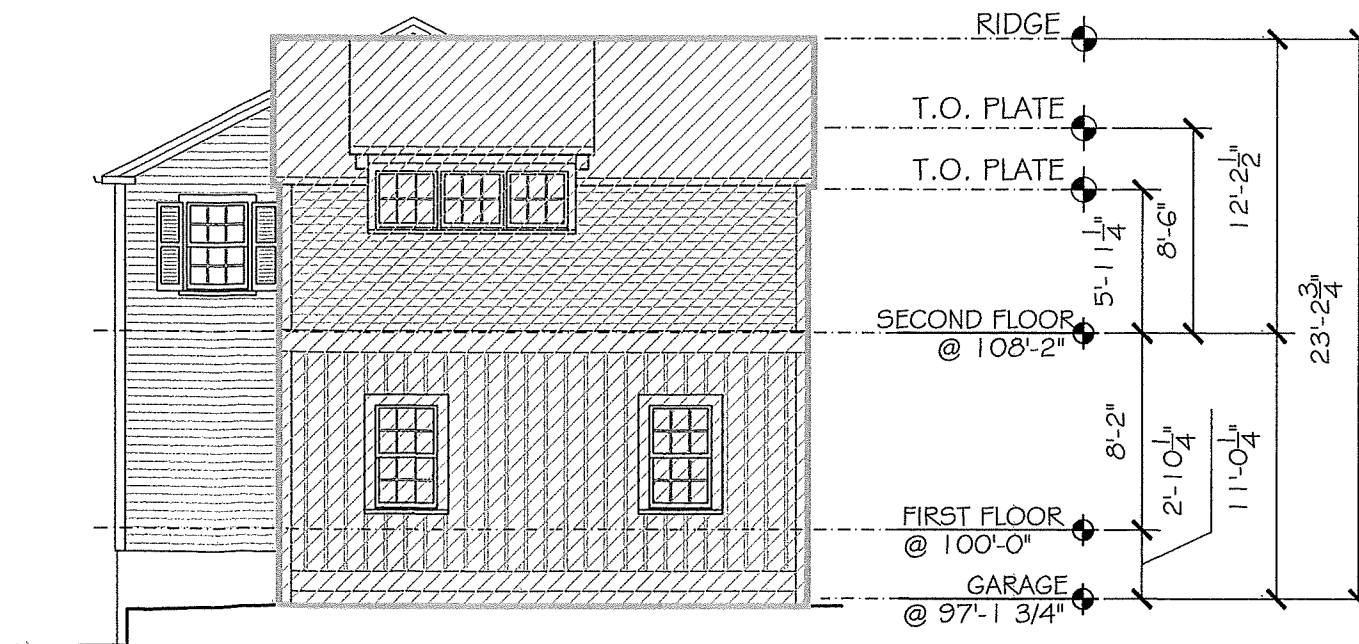 RIDGE
T.O. PLATE
T.O. PLATE
12'-2 1/2"
8'-6"
5'-11 1/4"
23'-2 3/4"
SECOND FLOOR
@ 108'-2"
8'-2"
2'-10 1/4"
11'-0 1/4"
FIRST FLOOR
@ 100'-0"
GARAGE
@ 97'-1 3/4"